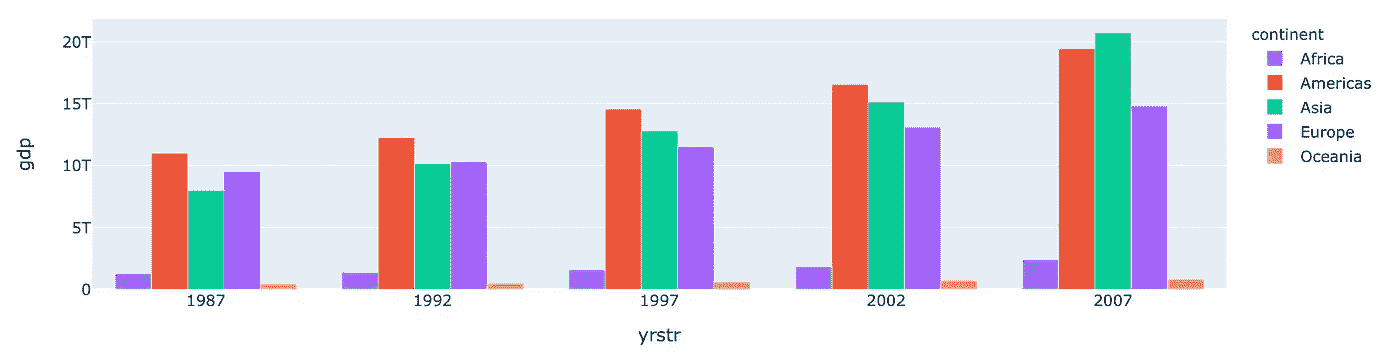 20T
15T
10T
5T
0
gdp
1987 1992 1997 2002 2007
yrstr
continent
Africa
Americas
Asia
Europe
Oceania